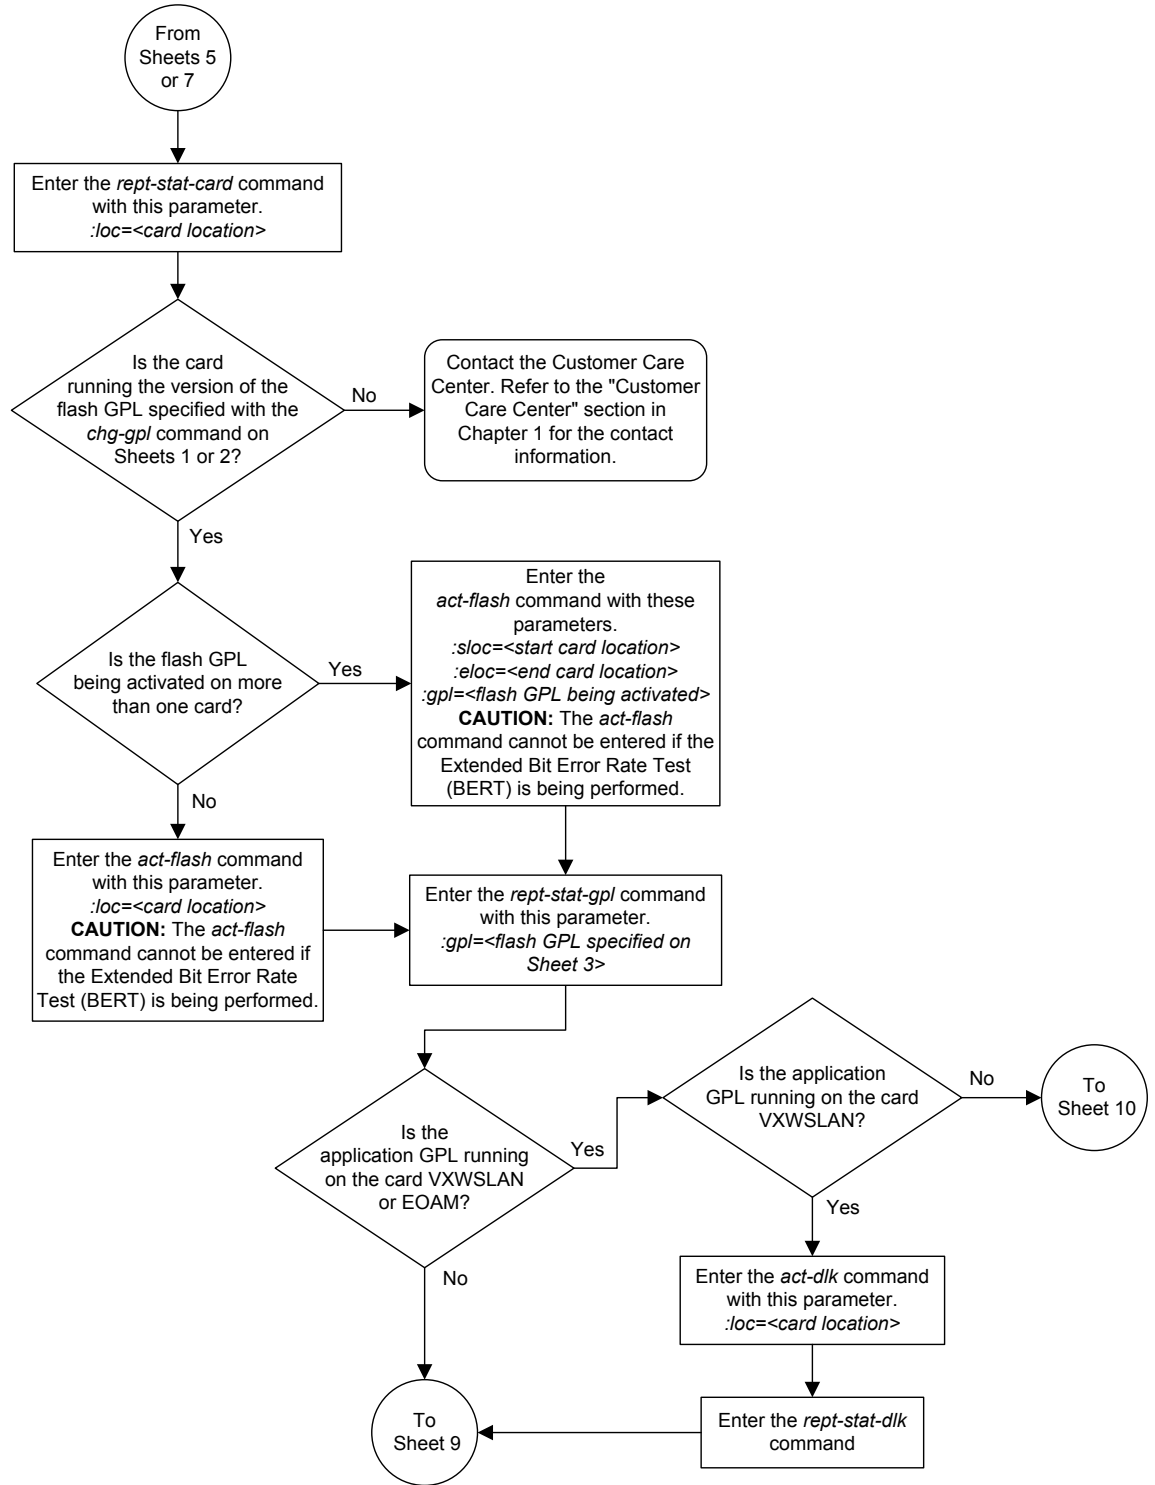 From
Sheets 5
or 7
Enter the rept-stat-card command
with this parameter.
:loc=<card location>
Is the card
running the version of the
flash GPL specified with the
chg-gpl command on
Sheets 1 or 2?
No
Contact the Customer Care
Center. Refer to the "Customer
Care Center" section in
Chapter 1 for the contact
information.
Yes
Is the flash GPL
being activated on more
than one card?
Yes
Enter the
act-flash command with these
parameters.
:sloc=<start card location>
:eloc=<end card location>
:gpl=<flash GPL being activated>
CAUTION: The act-flash
command cannot be entered if the
Extended Bit Error Rate Test
(BERT) is being performed.
No
Enter the act-flash command
with this parameter.
:loc=<card location>
CAUTION: The act-flash
command cannot be entered if
the Extended Bit Error Rate
Test (BERT) is being performed.
Enter the rept-stat-gpl command
with this parameter.
:gpl=<flash GPL specified on
Sheet 3>
Is the
application GPL running
on the card VXWSLAN
or EOAM?
Yes
Is the application
GPL running on the card
VXWSLAN?
No
To
Sheet 10
Yes
Enter the act-dlk command
with this parameter.
:loc=<card location>
Enter the rept-stat-dlk
command
No
To
Sheet 9